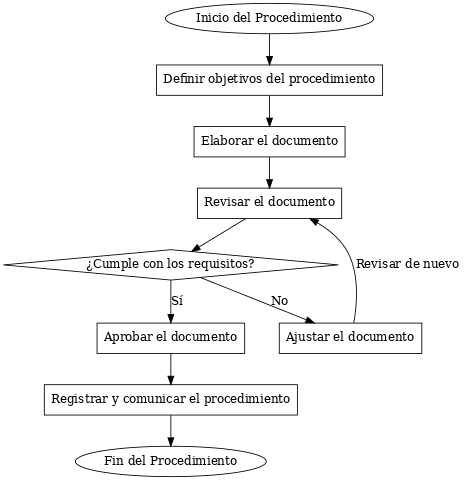 Inicio del Procedimiento
Definir objetivos del procedimiento
Elaborar el documento
Revisar el documento
¿Cumple con los requisitos?
Revisar de nuevo
Sí
No
Aprobar el documento
Ajustar el documento
Registrar y comunicar el procedimiento
Fin del Procedimiento